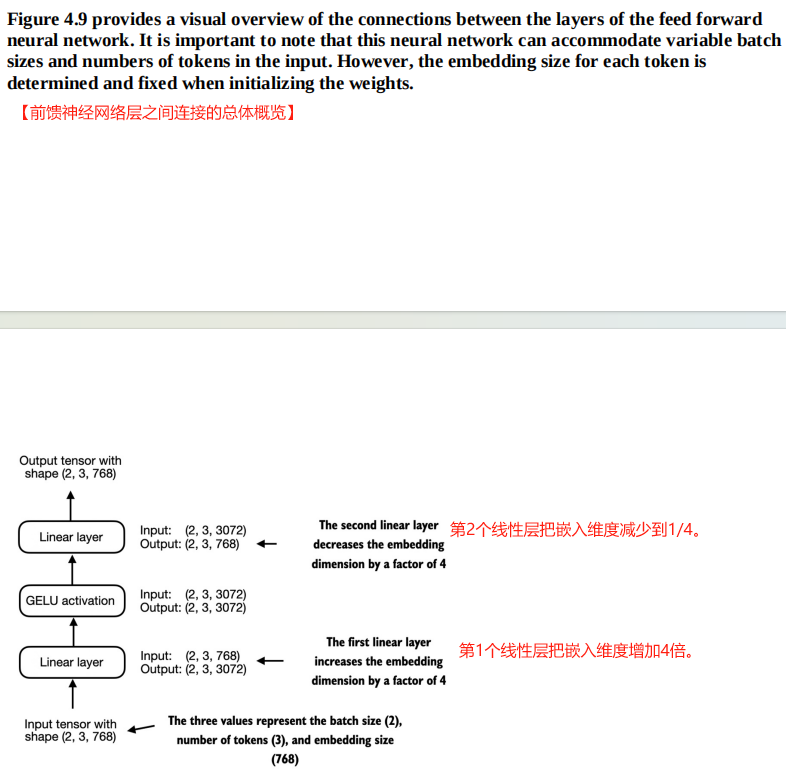 Figure 4.9 provides a visual overview of the connections between the layers of the feed forward
neural network. It is important to note that this neural network can accommodate variable batch
sizes and numbers of tokens in the input. However, the embedding size for each token is
determined and fixed when initializing the weights.
【前馈神经网络层之间连接的总体概览】
Output tensor with
shape (2, 3, 768)
Linear layer
Input: (2, 3, 3072)
Output: (2, 3, 768)
The second linear layer
decreases the embedding
dimension by a factor of 4
第2个线性层把嵌入维度减少到1/4。
GELU activation
Input: (2, 3, 3072)
Output: (2, 3, 3072)
Linear layer
Input: (2, 3, 768)
Output: (2, 3, 3072)
The first linear layer
increases the embedding
dimension by a factor of 4
第1个线性层把嵌入维度增加4倍。
Input tensor with
shape (2, 3, 768)
The three values represent the batch size (2),
number of tokens (3), and embedding size
(768)